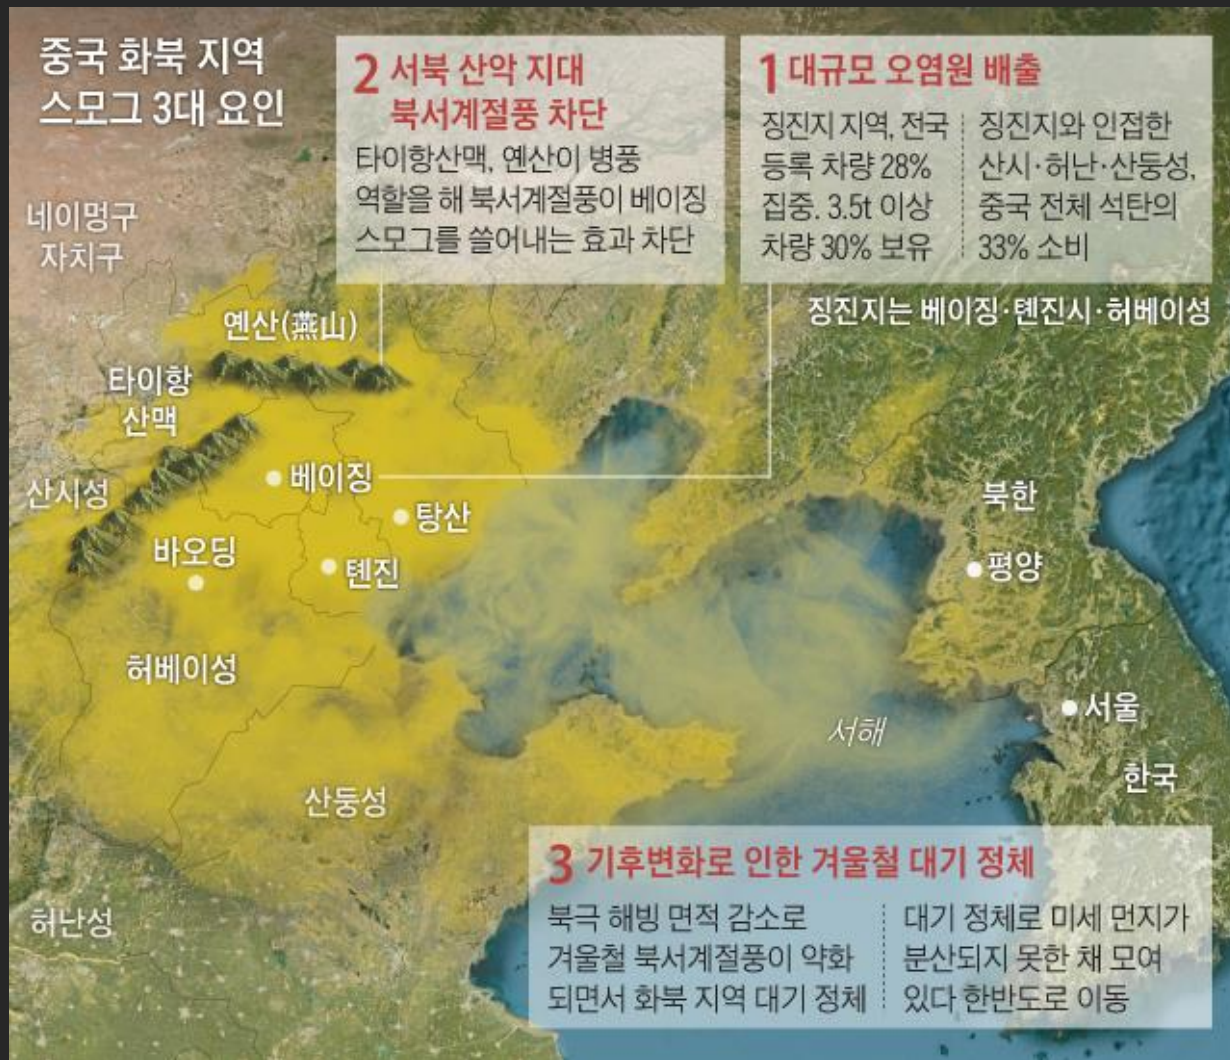 중국 화북 지역
스모그 3대 요인
2 서북 산악 지대
북서계절풍 차단
타이항산맥, 옌산이 병풍
역할을 해 북서계절풍이 베이징
스모그를 쓸어내는 효과 차단
1 대규모 오염원 배출
징진지 지역, 전국
등록 차량 28%
집중. 3.5t 이상
차량 30% 보유
징진지와 인접한
산시·허난·산둥성,
중국 전체 석탄의
33% 소비
징진지는 베이징·톈진시·허베이성
네이멍구
자치구
옌산(燕山)
타이항
산맥
산시성
베이징
탕산
바오딩
톈진
허베이성
산둥성
허난성
북한
평양
서울
서해
한국
3 기후변화로 인한 겨울철 대기 정체
북극 해빙 면적 감소로
겨울철 북서계절풍이 약화
되면서 화북 지역 대기 정체
대기 정체로 미세 먼지가
분산되지 못한 채 모여
있다 한반도로 이동